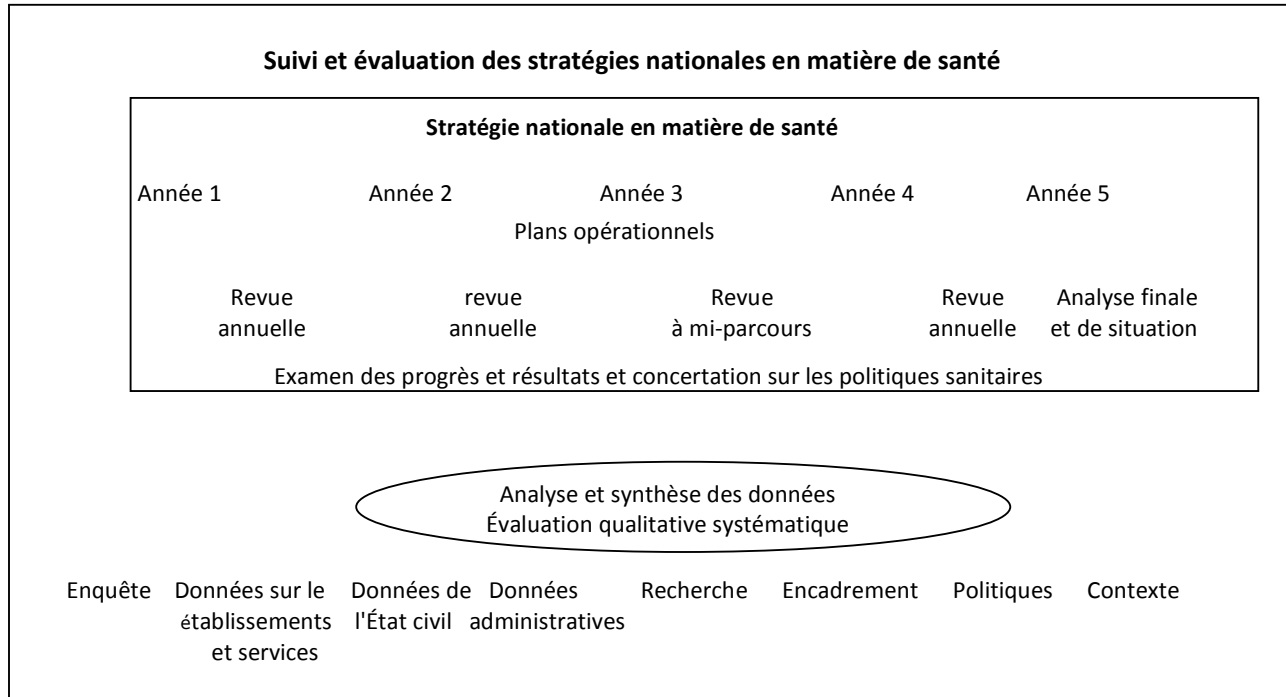 Suivi et évaluation des stratégies nationales en matière de santé
Stratégie nationale en matière de santé
Année 1 Année 2 Année 3 Année 4 Année 5
Plans opérationnels
Revue revue Revue Revue Analyse finale
annuelle annuelle à mi-parcours annuelle et de situation
Examen des progrès et résultats et concertation sur les politiques sanitaires
Analyse et synthèse des données
Évaluation qualitative systématique
Enquête Données sur le Données de Données Recherche Encadrement Politiques Contexte
établissements l'État civil administratives
et services